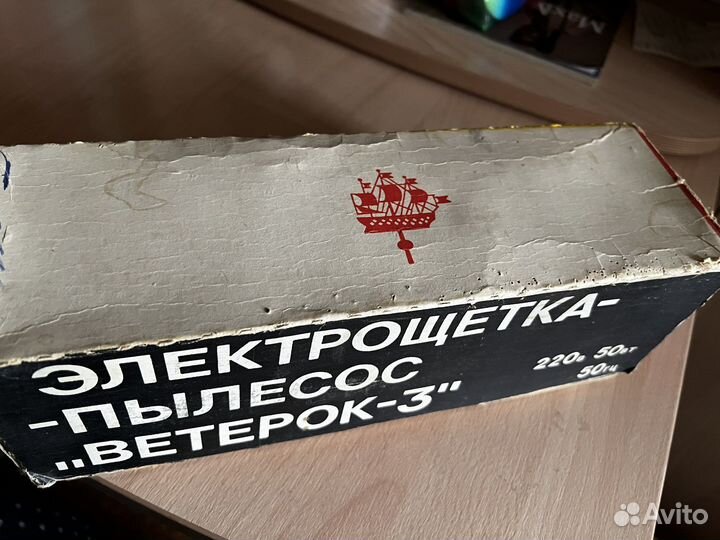 ЭЛЕКТРОЩЕТКА-
-ПЫЛЕСОС
„ВЕТЕРОК-3"
220в 50вт
50гц
Avito